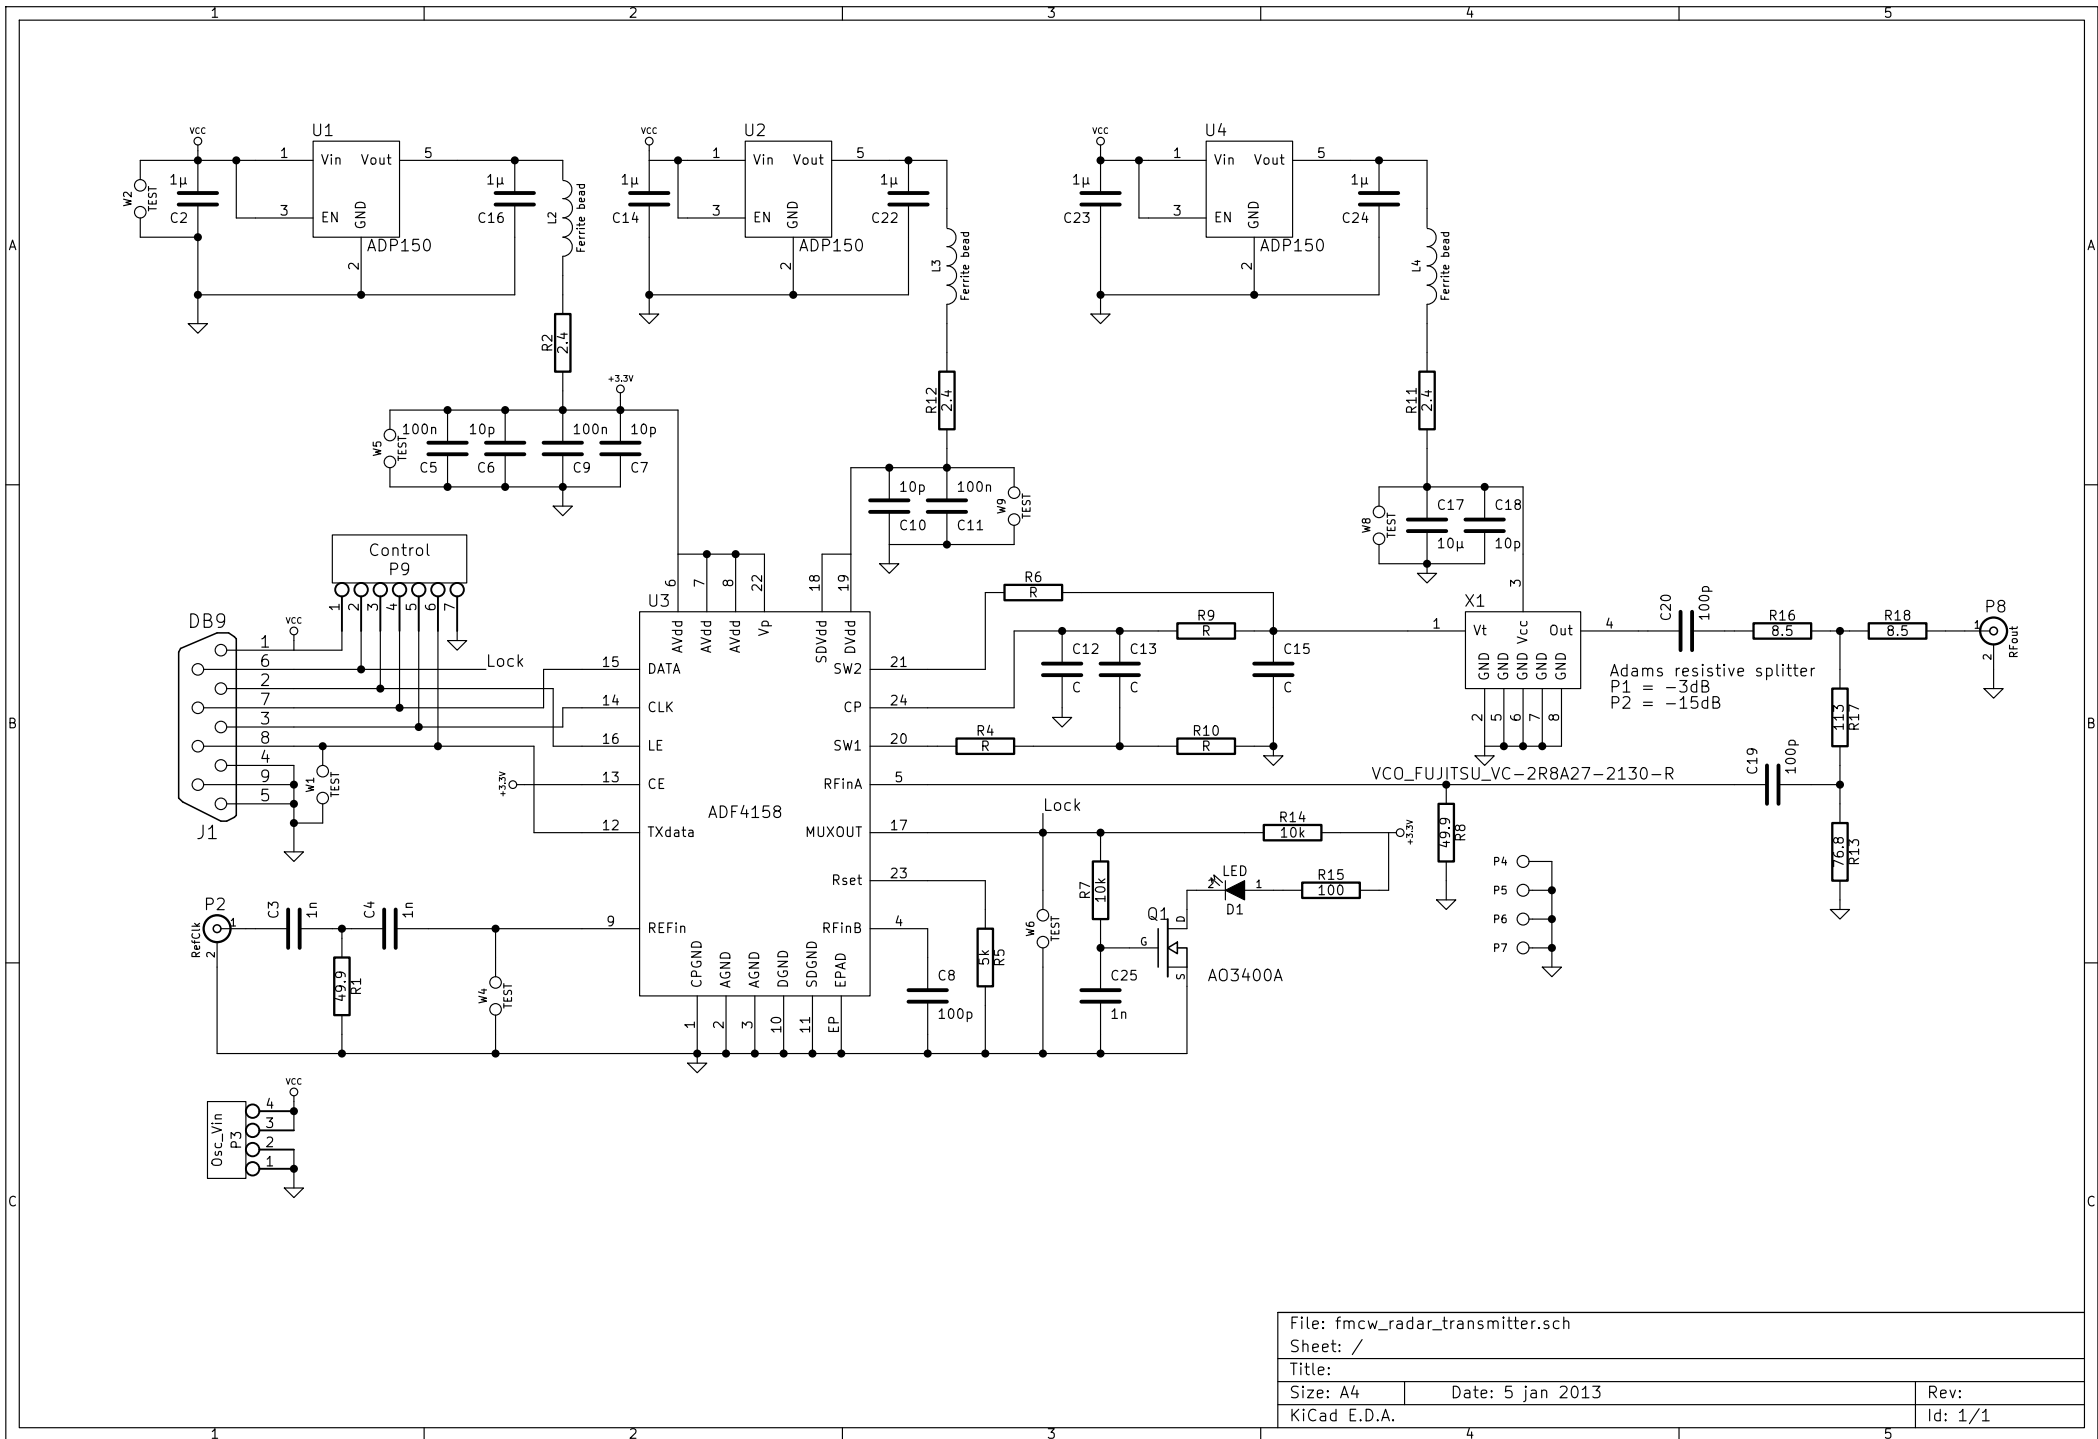 1 2 3 4 5
A
B
C
A
B
C
1 2 3 4 5
vcc
U1
1 Vin Vout 5
3 EN GND
2
ADP150
W2
TEST
1µ
C2
1µ
C16
L2
Ferrite bead
R2
2.4
vcc
U2
1 Vin Vout 5
3 EN GND
2
ADP150
1µ
C14
1µ
C22
L3
Ferrite bead
R12
2.4
vcc
U4
1 Vin Vout 5
3 EN GND
2
ADP150
1µ
C23
1µ
C24
L4
Ferrite bead
R11
2.4
+3.3V
W5
TEST
100n
C5
10p
C6
100n
C9
10p
C7
10p
C10
100n
C11
W9
TEST
W8
TEST
C17
10µ
C18
10p
Control
P9
1 2 3 4 5 6 7
DB9
vcc
1
6
2
7
3
8
4
9
5
J1
Lock
W1
TEST
+3.3V
U3
ADF4158
6 7 8 22 18 19
AVdd AVdd AVdd Vp SDVdd DVdd
15 DATA
14 CLK
16 LE
13 CE
12 TXdata
9 REFin
SW2 21
CP 24
SW1 20
RFinA 5
MUXOUT 17
Rset 23
RFinB 4
CPGND AGND AGND DGND SDGND EPAD
1 2 3 10 11 EP
R6
R
R9
R
C12
C
C13
C
C15
C
R4
R
R10
R
X1
1 Vt Vcc Out 4
3
GND GND GND GND GND
2 5 6 7 8
VCO_FUJITSU_VC-2R8A27-2130-R
C20
100p
R16
8.5
R18
8.5
P8
1
2
RFout
Adams resistive splitter
P1 = -3dB
P2 = -15dB
113
R17
C19
100p
76.8
R13
49.9
R8
Lock
R14
10k
+3.3V
R15
100
LED
2 1
D1
R7
10k
Q1
G D S
AO3400A
W6
TEST
C25
1n
5k
R5
C8
100p
P4
P5
P6
P7
P2
1
2
RefClk
C3
1n
C4
1n
49.9
R1
W4
TEST
vcc
Osc_Vin
P3
4
3
2
1
File: fmcw_radar_transmitter.sch
Sheet: /
Title:
Size: A4 Date: 5 jan 2013 Rev:
KiCad E.D.A. Id: 1/1